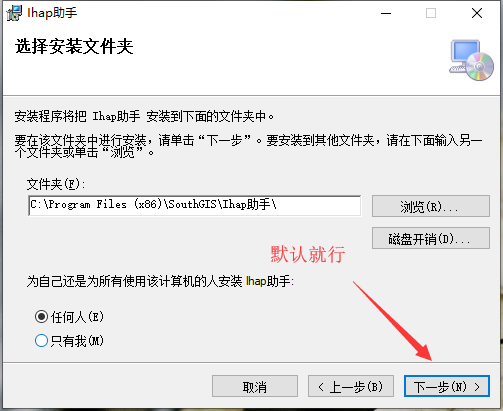 Ihap助手
选择安装文件夹
安装程序将把 Ihap助手 安装到下面的文件夹中。
要在该文件夹中进行安装，请单击“下一步”。要安装到其他文件夹，请在下面输入另一
个文件夹或单击“浏览”。
文件夹(F):
C:\Program Files (x86)\SouthGIS\Ihap助手\
浏览(R)...
磁盘开销(D)...
默认就行
为自己还是为所有使用该计算机的人安装 Ihap助手:
任何人(E)
只有我(M)
取消
< 上一步(B)
下一步(N) >